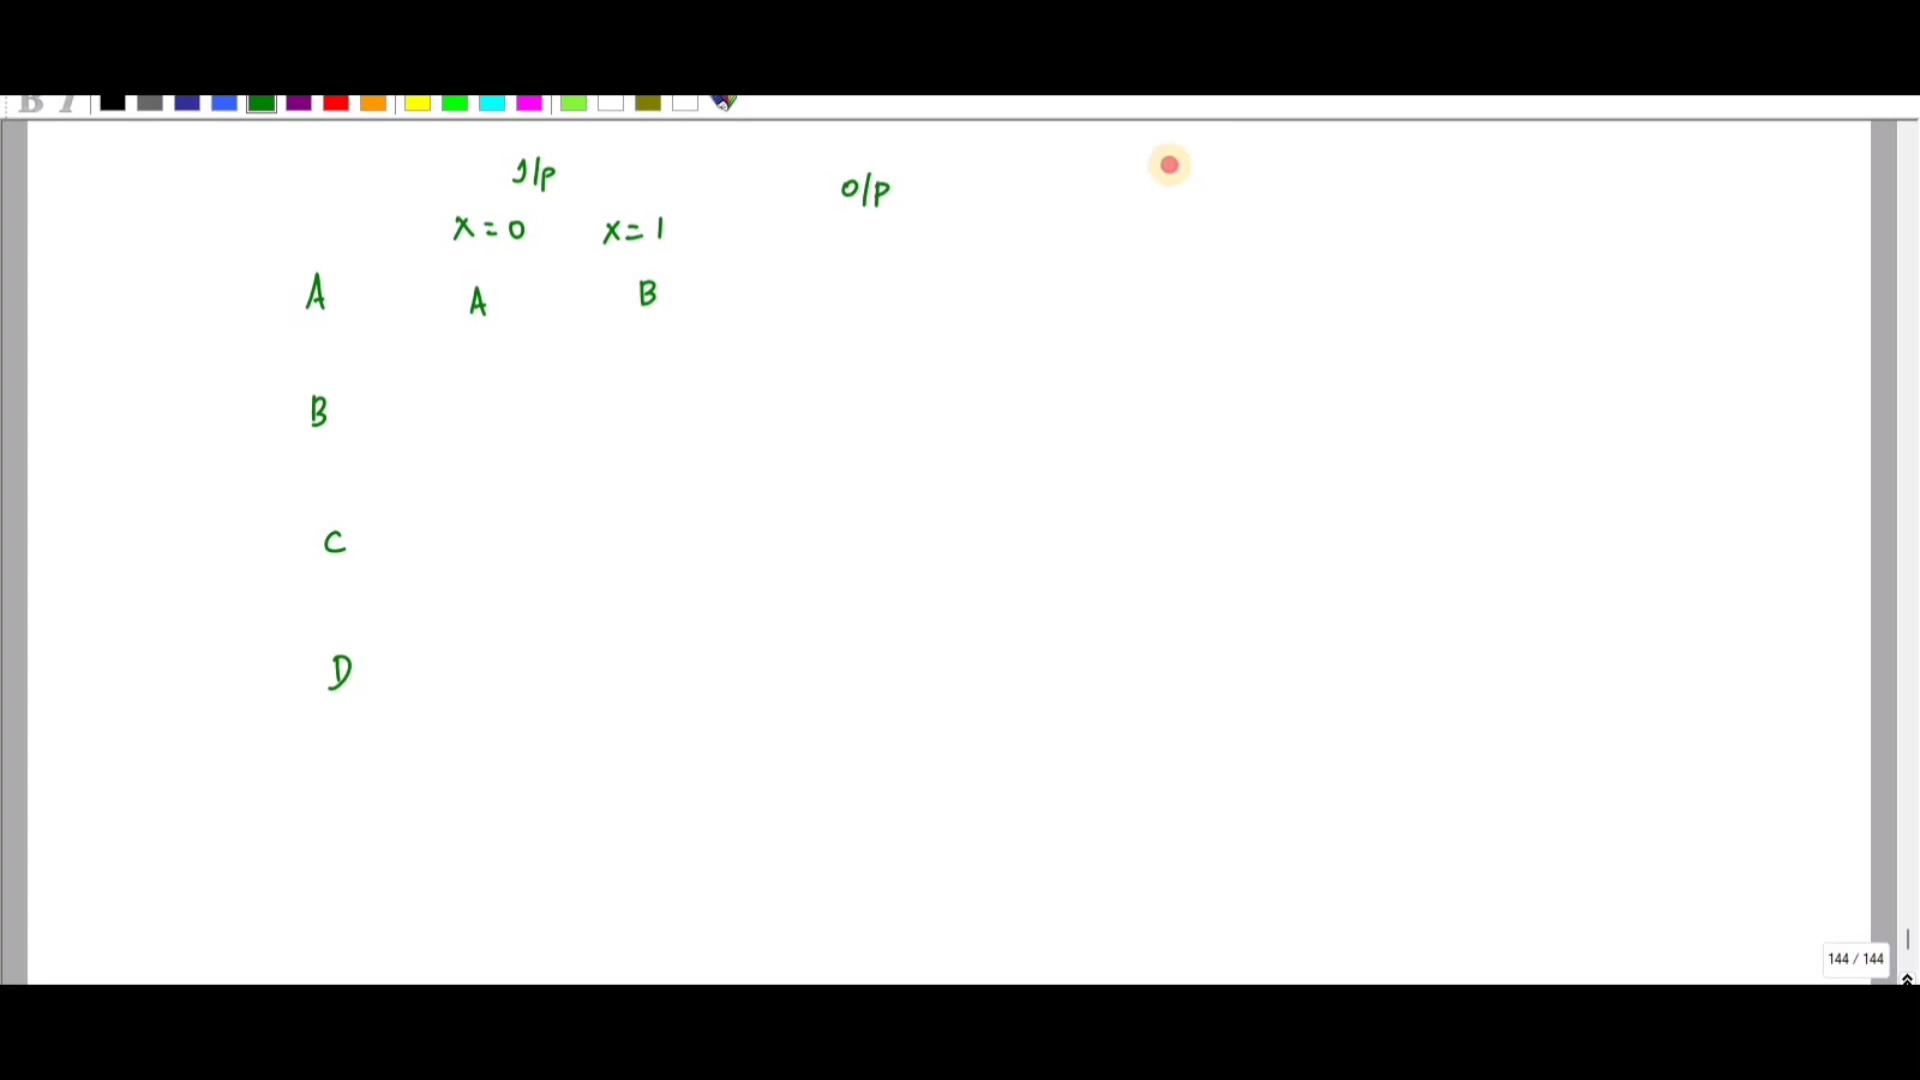 B I
I/p
o/p
x = 0 x = 1
A A B
B
C
D
144 / 144